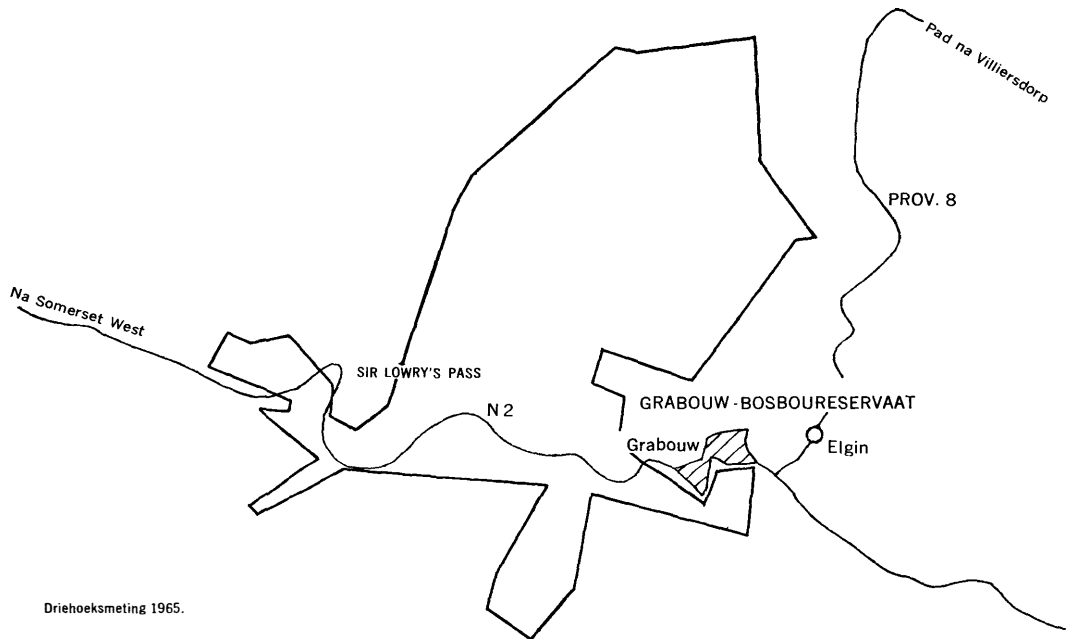 Pad na Villiersdorp
PROV. 8
Na Somerset West
SIR LOWRY'S PASS
N 2
GRABOUW-BOSBOURESERVAAT
Grabouw
Elgin
Driehoeksmeting 1965.